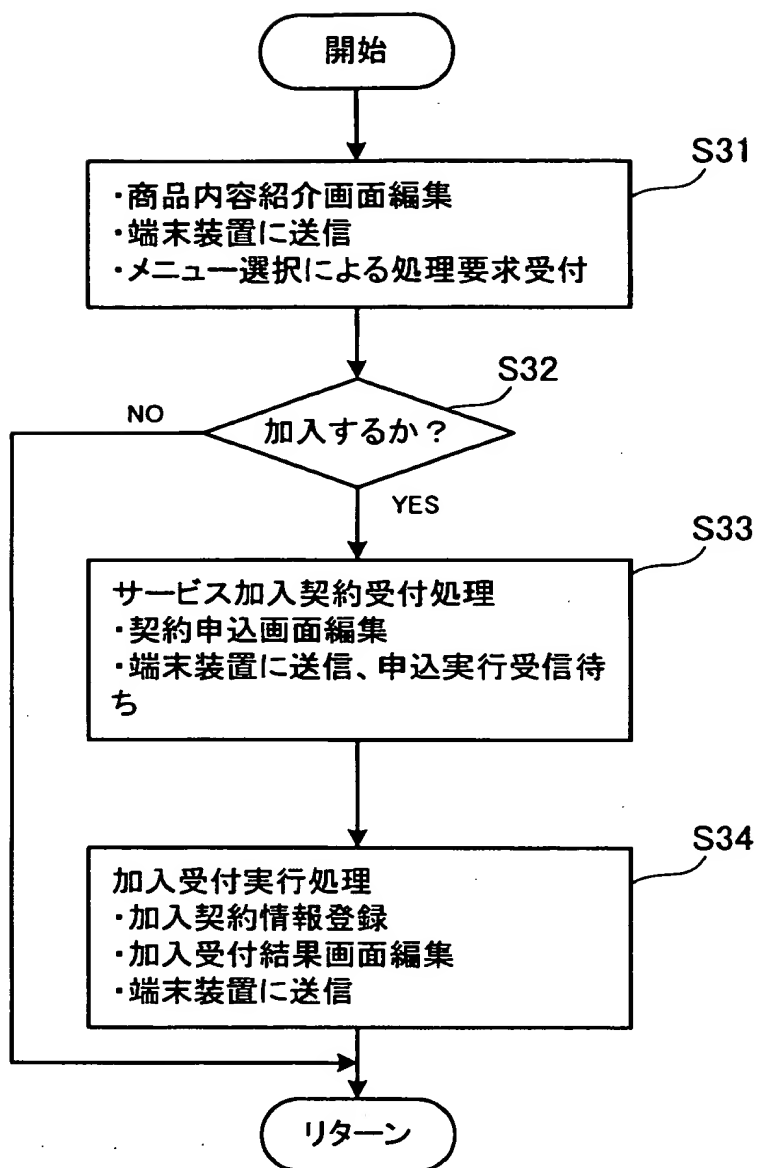 開始
S31
・商品内容紹介画面編集
・端末装置に送信
・メニュー選択による処理要求受付
S32
NO
加入するか？
YES
S33
サービス加入契約受付処理
・契約申込画面編集
・端末装置に送信、申込実行受信待
ち
S34
加入受付実行処理
・加入契約情報登録
・加入受付結果画面編集
・端末装置に送信
リターン